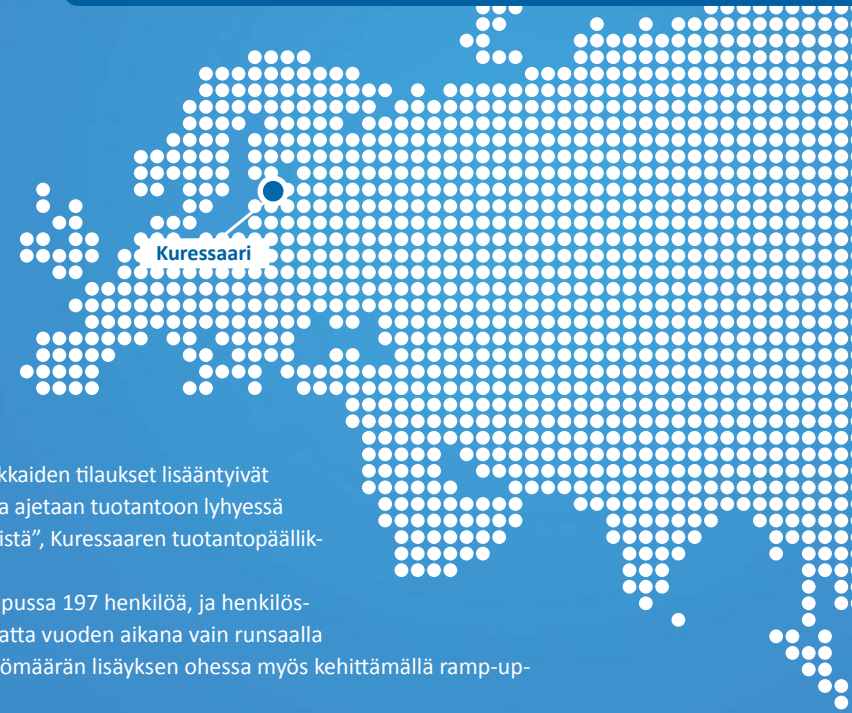 Kuressaari
kkaiden tilaukset lisääntyivät
a ajetaan tuotantoon lyhyessä
istä”, Kuressaaren tuotantopäällik-
pussa 197 henkilöä, ja henkilös-
atta vuoden aikana vain runsaalla
ömäärän lisäyksen ohessa myös kehittämällä ramp-up-